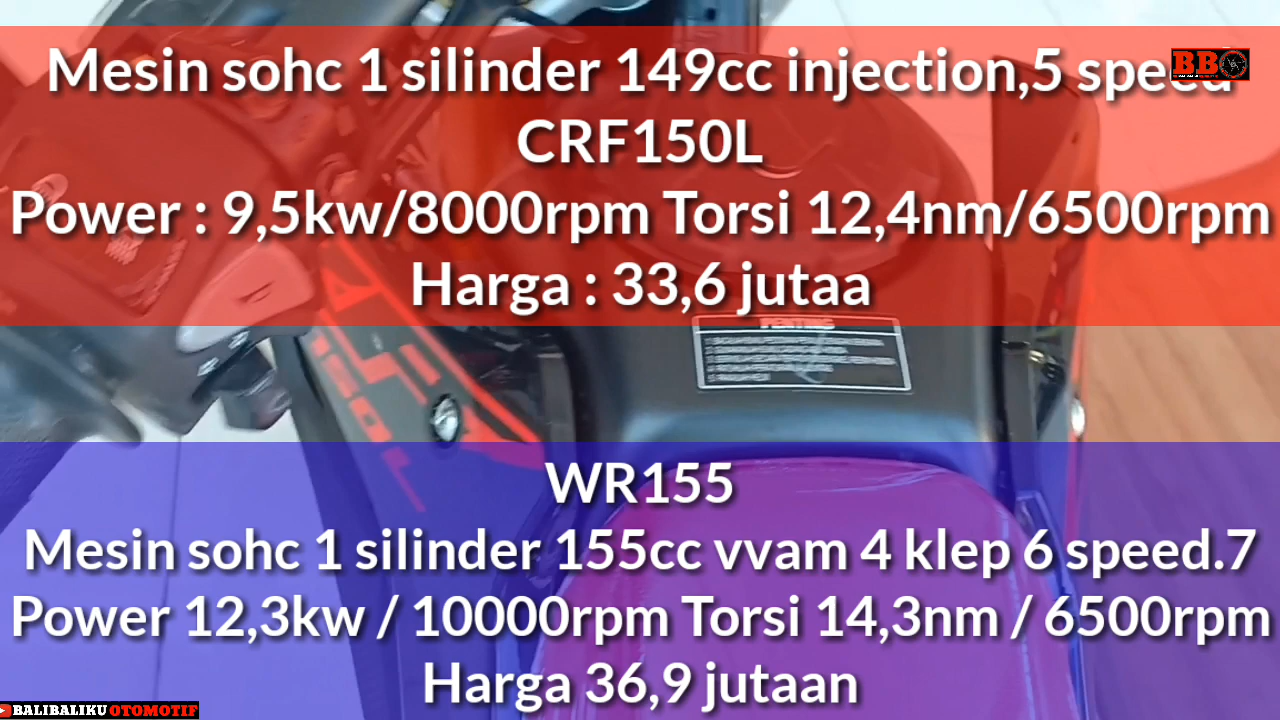 Mesin sohc 1 silinder 149cc injection,5 speed
BBO
CRF150L
Power : 9,5kw/8000rpm Torsi 12,4nm/6500rpm
Harga : 33,6 jutaa
PENTING
WR155
Mesin sohc 1 silinder 155cc vvam 4 klep 6 speed.7
Power 12,3kw / 10000rpm Torsi 14,3nm / 6500rpm
Harga 36,9 jutaan
BALIBALIKU OTOMOTIF